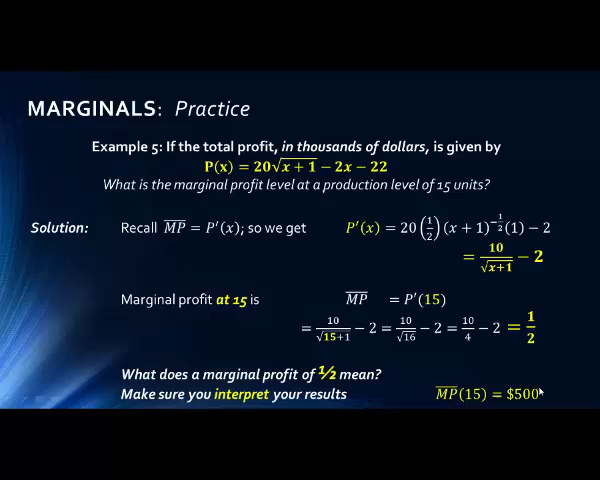 MARGINALS: Practice
Example 5: If the total profit, in thousands of dollars, is given by
P(x) = 20√(x + 1) − 2x − 22
What is the marginal profit level at a production level of 15 units?
Solution: Recall M̅P̅ = P′(x); so we get P′(x) = 20(1/2)(x + 1)^(−1/2)(1) − 2
= 10/√(x+1) − 2
Marginal profit at 15 is M̅P̅ = P′(15)
= 10/√(15+1) − 2 = 10/√16 − 2 = 10/4 − 2 = 1/2
What does a marginal profit of ½ mean?
Make sure you interpret your results M̅P̅(15) = $500